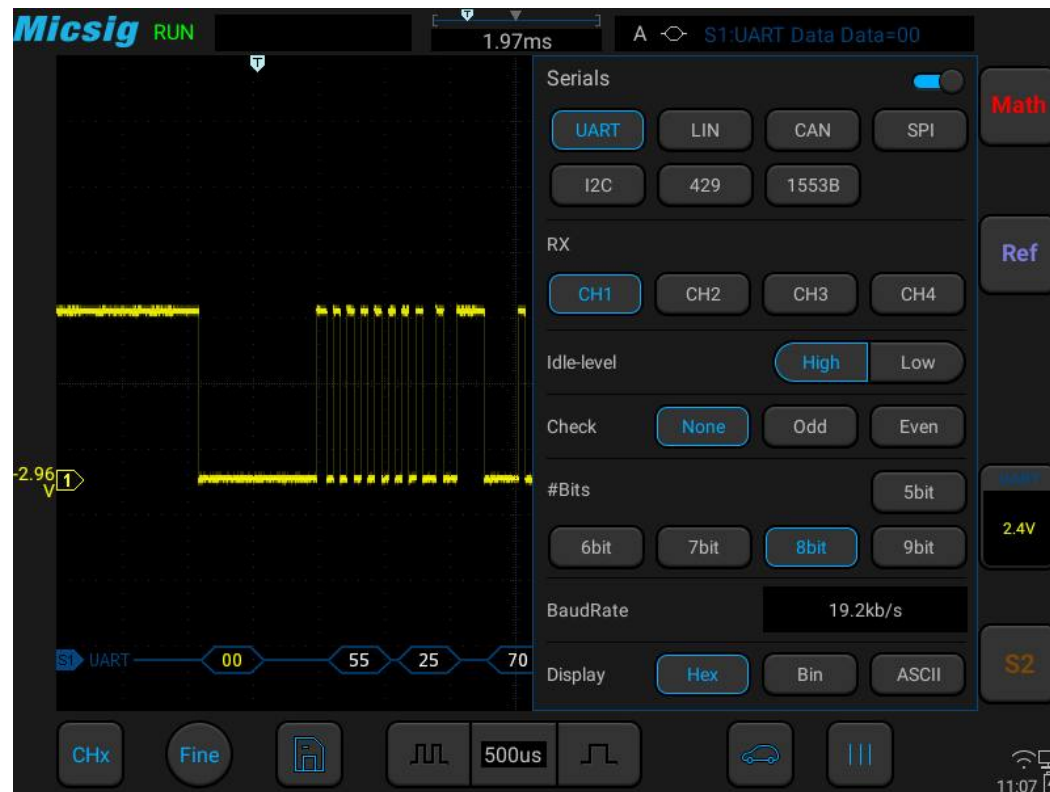 Micsig RUN
T
1.97ms
A S1:UART Data Data=00
T
Serials
Math
UART LIN CAN SPI
I2C 429 1553B
RX
Ref
CH1 CH2 CH3 CH4
Idle-level High Low
Check None Odd Even
-2.96
V 1
#Bits 5bit
UART
2.4V
6bit 7bit 8bit 9bit
BaudRate 19.2kb/s
S1 UART 00 55 25 70
Display Hex Bin ASCII
S2
CHx Fine 500us
11:07